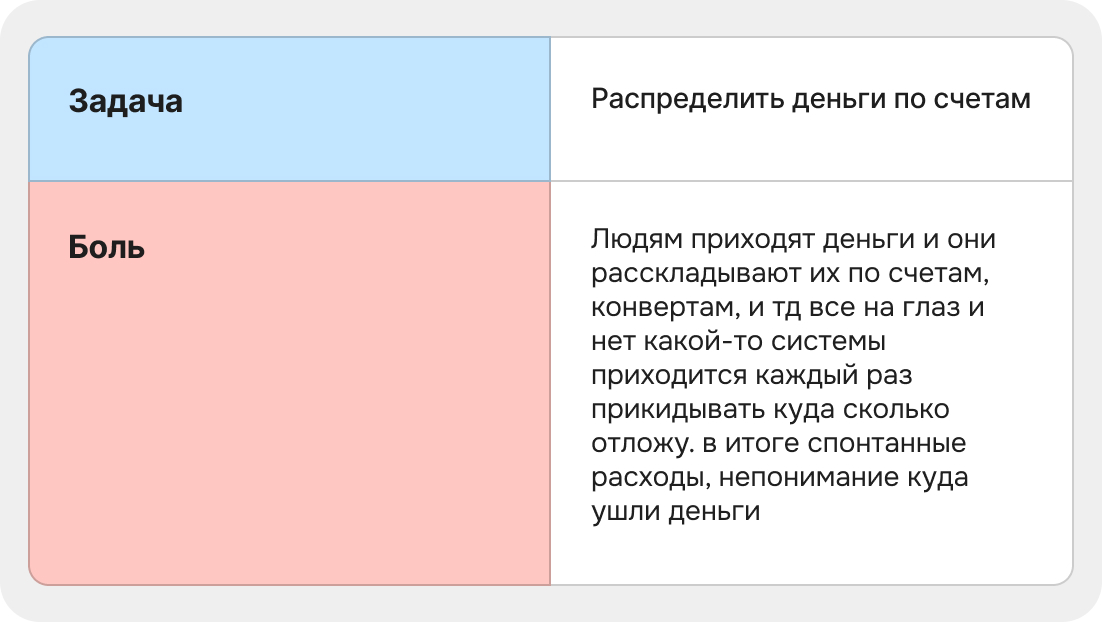 Задача
Распределить деньги по счетам
Боль
Людям приходят деньги и они
расскладывают их по счетам,
конвертам, и тд все на глаз и
нет какой-то системы
приходится каждый раз
прикидывать куда сколько
отложу. в итоге спонтанные
расходы, непонимание куда
ушли деньги